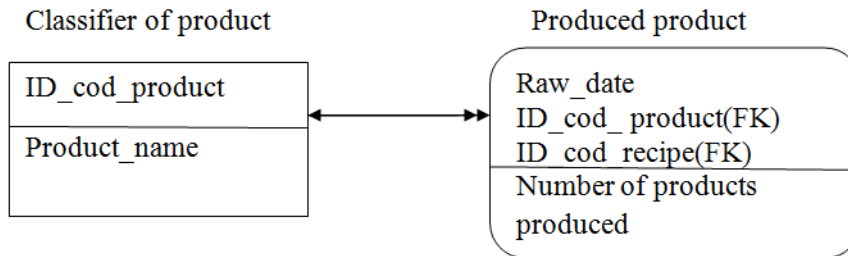 Classifier of product
ID_cod_product
Product_name
Produced product
Raw_date
ID_cod_ product(FK)
ID_cod_recipe(FK)
Number of products
produced